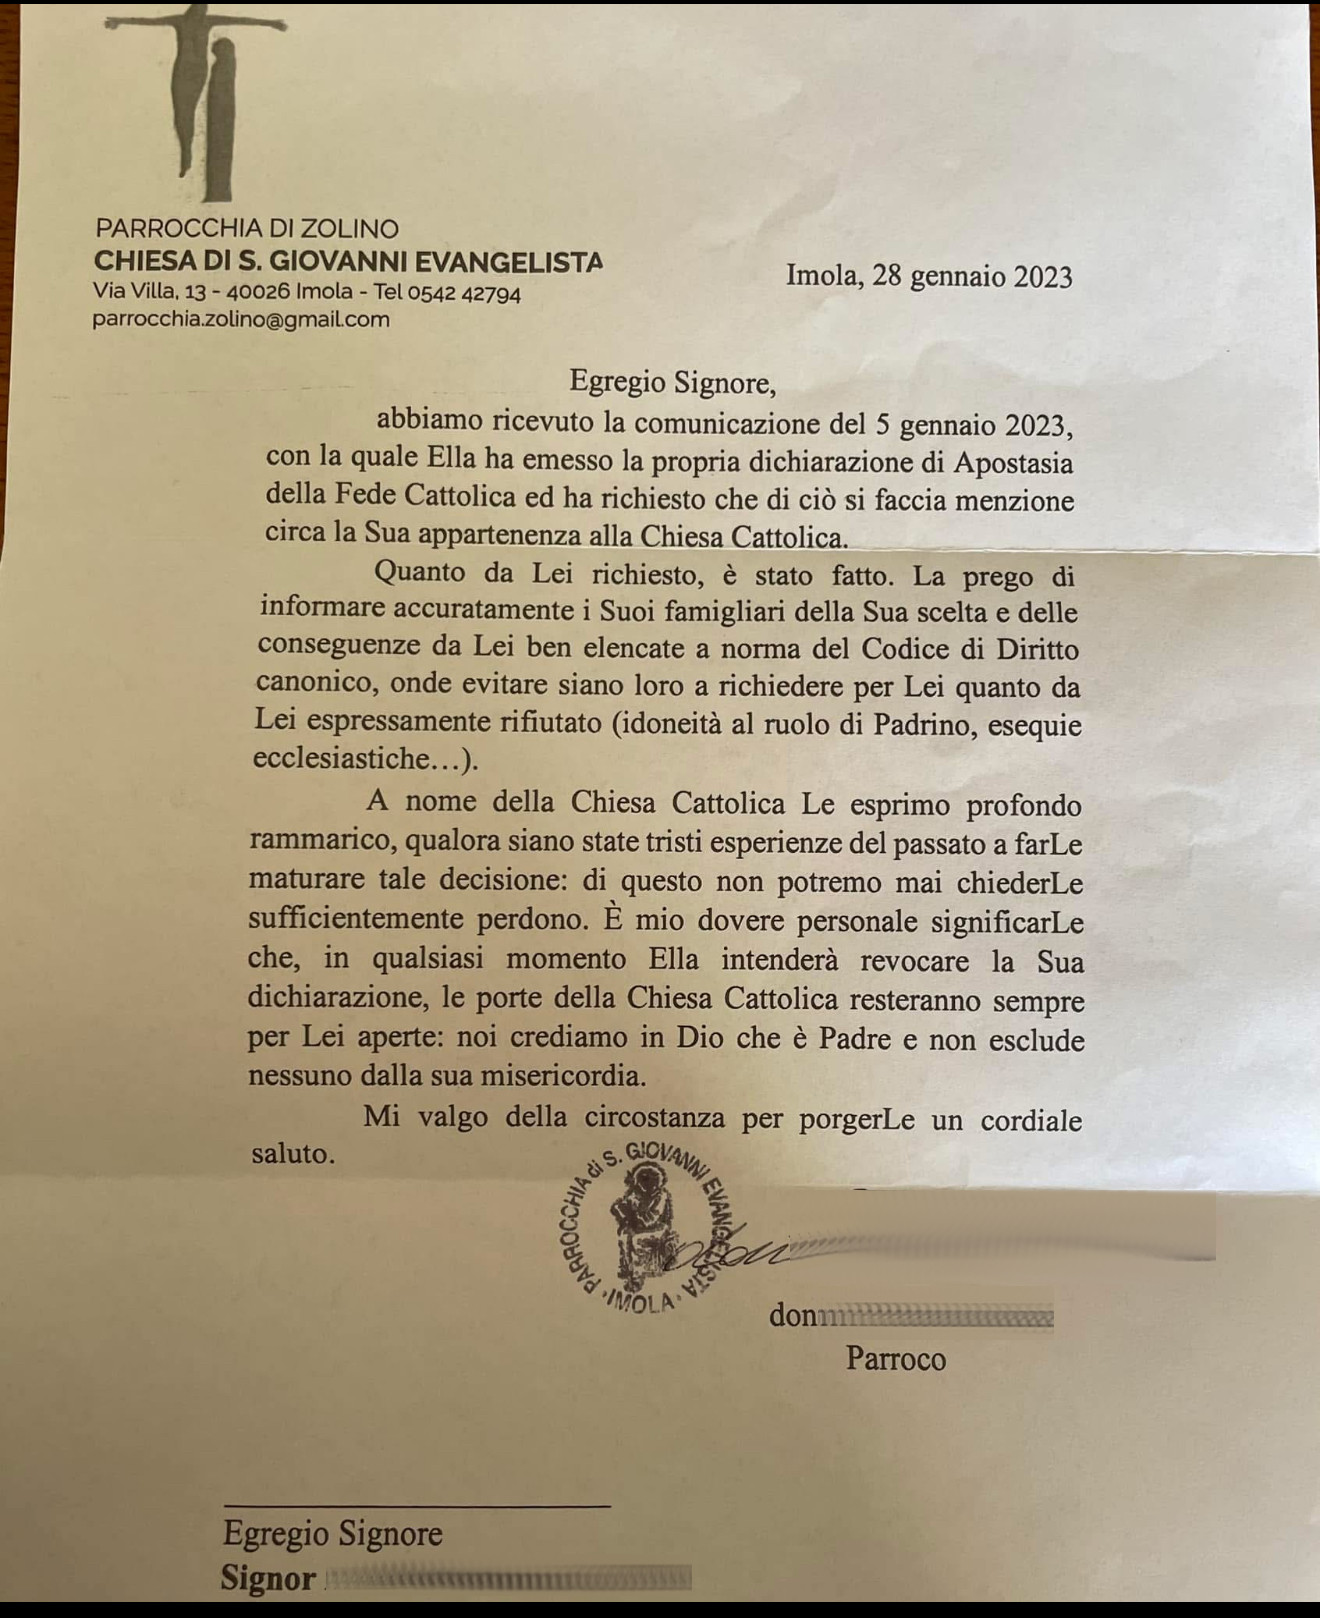 PARROCCHIA DI ZOLINO
CHIESA DI S. GIOVANNI EVANGELISTA
Via Villa, 13 - 40026 Imola - Tel 0542 42794
parrocchia.zolino@gmail.com
Imola, 28 gennaio 2023
Egregio Signore,
abbiamo ricevuto la comunicazione del 5 gennaio 2023,
con la quale Ella ha emesso la propria dichiarazione di Apostasia
della Fede Cattolica ed ha richiesto che di ciò si faccia menzione
circa la Sua appartenenza alla Chiesa Cattolica.
Quanto da Lei richiesto, è stato fatto. La prego di
informare accuratamente i Suoi famigliari della Sua scelta e delle
conseguenze da Lei ben elencate a norma del Codice di Diritto
canonico, onde evitare siano loro a richiedere per Lei quanto da
Lei espressamente rifiutato (idoneità al ruolo di Padrino, esequie
ecclesiastiche…).
A nome della Chiesa Cattolica Le esprimo profondo
rammarico, qualora siano state tristi esperienze del passato a farLe
maturare tale decisione: di questo non potremo mai chiederLe
sufficientemente perdono. È mio dovere personale significarLe
che, in qualsiasi momento Ella intenderà revocare la Sua
dichiarazione, le porte della Chiesa Cattolica resteranno sempre
per Lei aperte: noi crediamo in Dio che è Padre e non esclude
nessuno dalla sua misericordia.
Mi valgo della circostanza per porgerLe un cordiale
saluto.
PARROCCHIA di S. GIOVANNI EVANGELISTA · IMOLA ·
don
don
Parroco
Egregio Signore
Signor